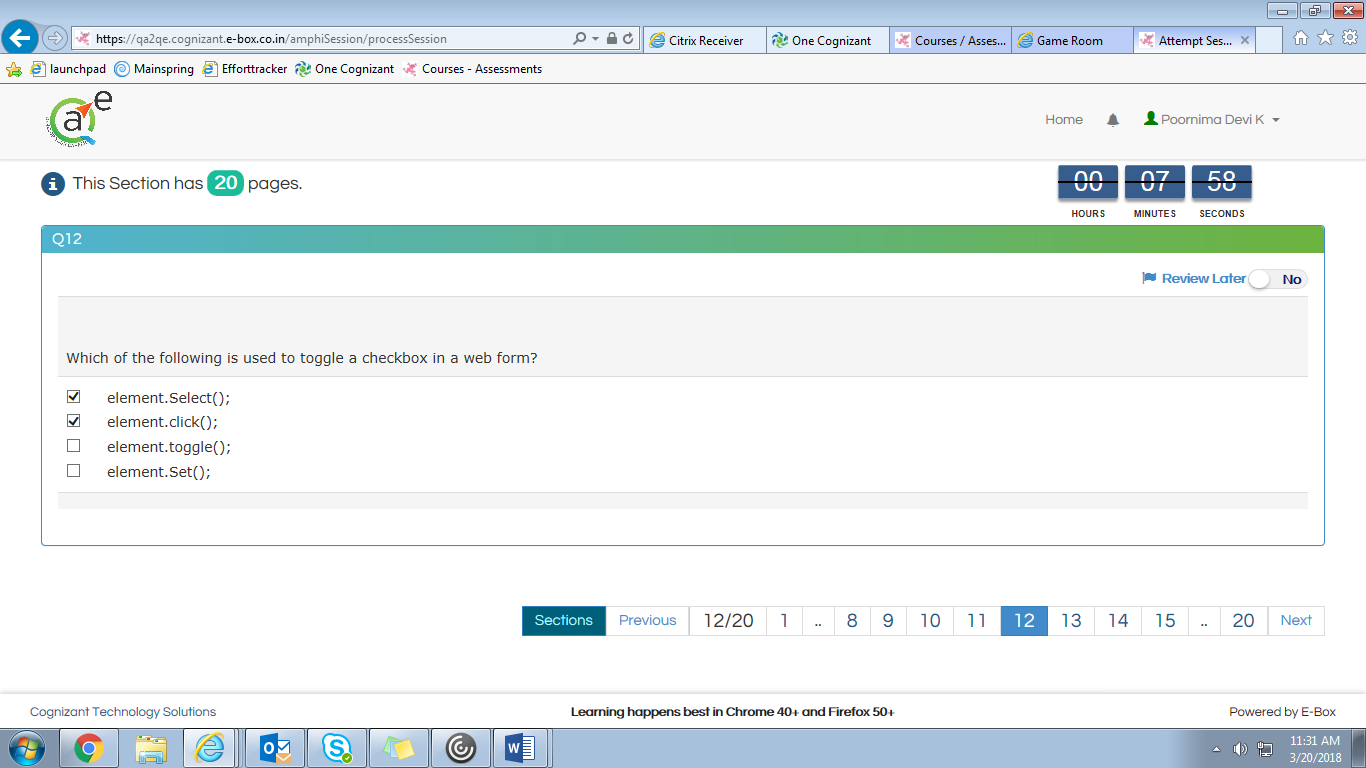 https://qa2qe.cognizant.e-box.co.in/amphiSession/processSession
Citrix Receiver
One Cognizant
Courses / Asses...
Game Room
Attempt Ses...
launchpad
Mainspring
Efforttracker
One Cognizant
Courses - Assessments
a e
Home
Poornima Devi K
This Section has 20 pages.
00 07 58
HOURS MINUTES SECONDS
Q12
Review Later No
Which of the following is used to toggle a checkbox in a web form?
element.Select();
element.click();
element.toggle();
element.Set();
Sections Previous 12/20 1 .. 8 9 10 11 12 13 14 15 .. 20 Next
Cognizant Technology Solutions
Learning happens best in Chrome 40+ and Firefox 50+
Powered by E-Box
11:31 AM
3/20/2018